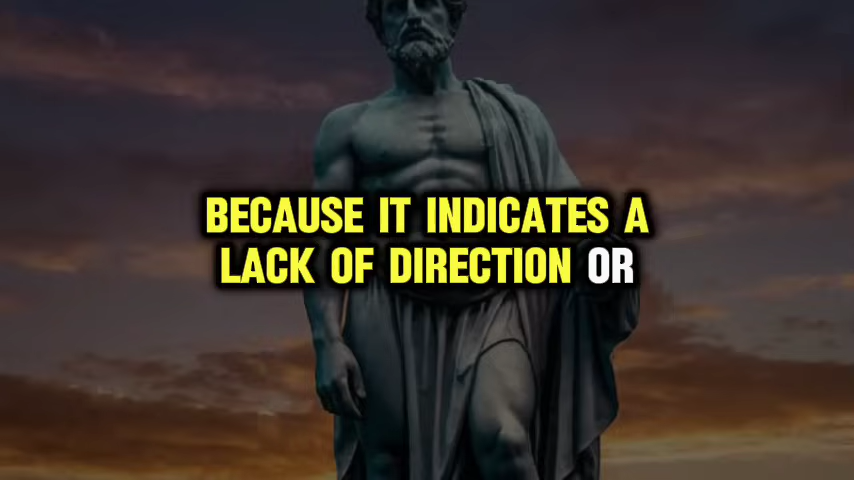 BECAUSE IT INDICATES A
LACK OF DIRECTION OR